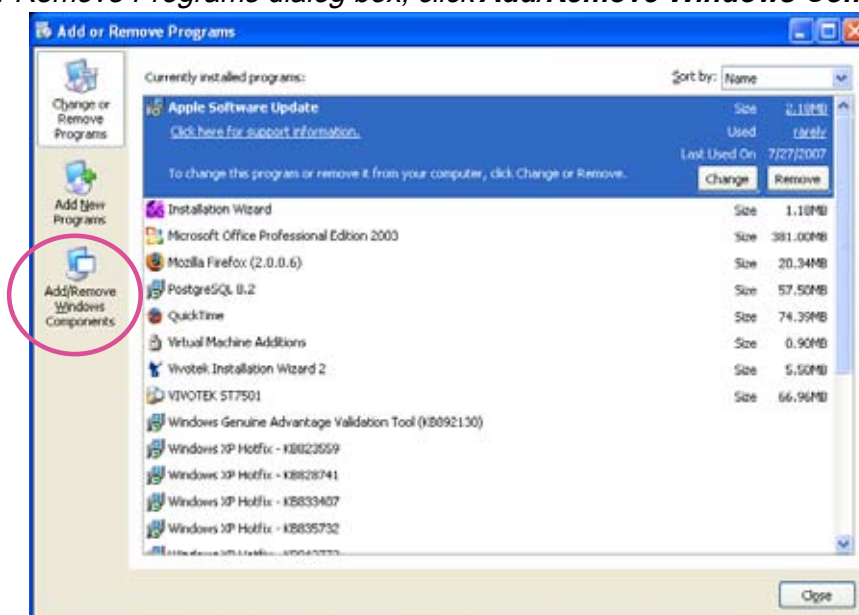 Remove Programs dialog box, click Add/Remove Windows
Add or Remove Programs
Change or
Remove
Programs
Add New
Programs
Add/Remove
Windows
Components
Currently installed programs:
Sort by: Name
Apple Software Update
Size 2.18MB
Click here for support information.
Used rarely
Last Used On 7/27/2007
To change this program or remove it from your computer, click Change or Remove.
Change Remove
Installation Wizard Size 1.18MB
Microsoft Office Professional Edition 2003 Size 381.00MB
Mozilla Firefox (2.0.0.6) Size 20.34MB
PostgreSQL 8.2 Size 57.50MB
QuickTime Size 74.39MB
Virtual Machine Additions Size 0.90MB
Vivotek Installation Wizard 2 Size 5.50MB
VIVOTEK ST7501 Size 66.96MB
Windows Genuine Advantage Validation Tool (KB892130)
Windows XP Hotfix - KB823559
Windows XP Hotfix - KB828741
Windows XP Hotfix - KB833407
Windows XP Hotfix - KB835732
Close